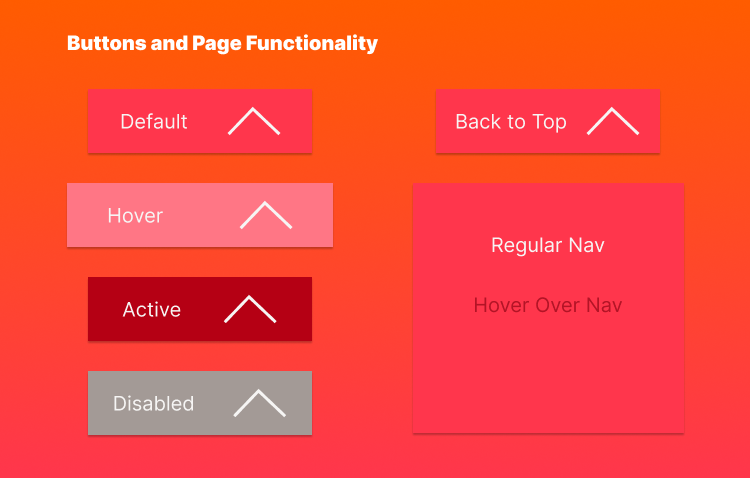 Buttons and Page Functionality
Default
Hover
Active
Disabled
Back to Top
Regular Nav
Hover Over Nav